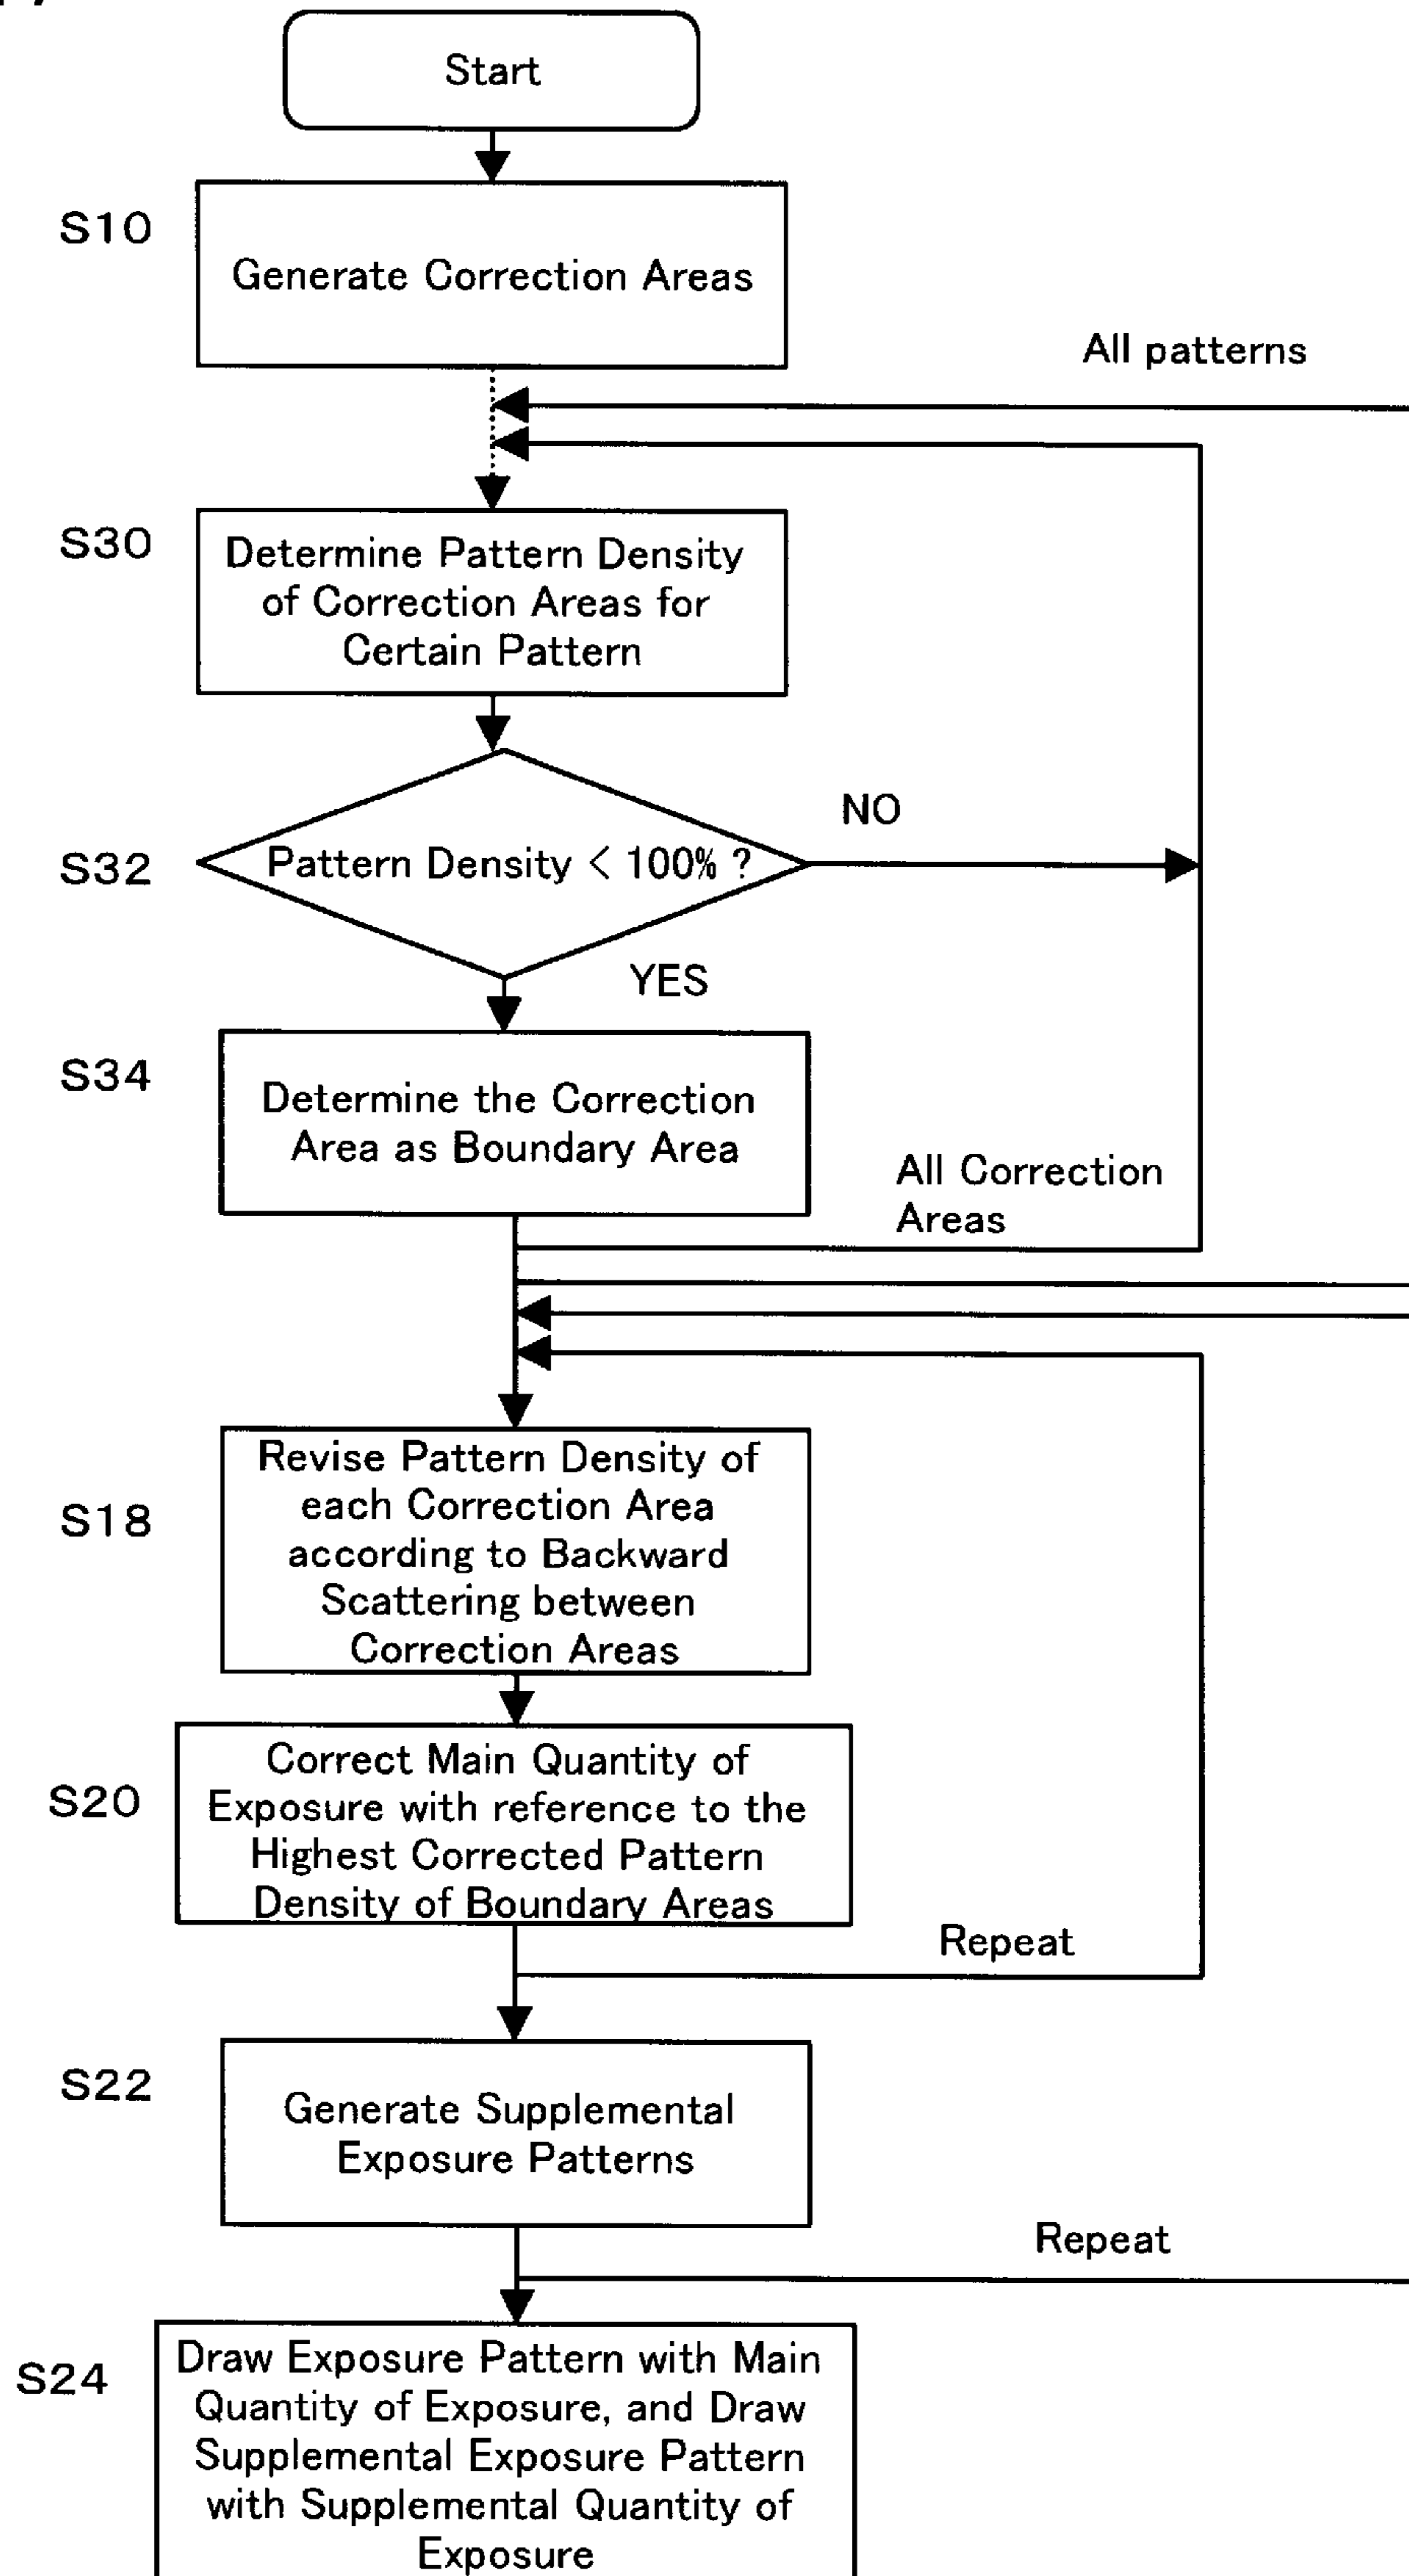 Start
S10
Generate Correction Areas
All patterns
S30
Determine Pattern Density
of Correction Areas for
Certain Pattern
NO
S32
Pattern Density < 100% ?
YES
S34
Determine the Correction
Area as Boundary Area
All Correction
Areas
S18
Revise Pattern Density of
each Correction Area
according to Backward
Scattering between
Correction Areas
S20
Correct Main Quantity of
Exposure with reference to the
Highest Corrected Pattern
Density of Boundary Areas
Repeat
S22
Generate Supplemental
Exposure Patterns
Repeat
S24
Draw Exposure Pattern with Main
Quantity of Exposure, and Draw
Supplemental Exposure Pattern
with Supplemental Quantity of
Exposure